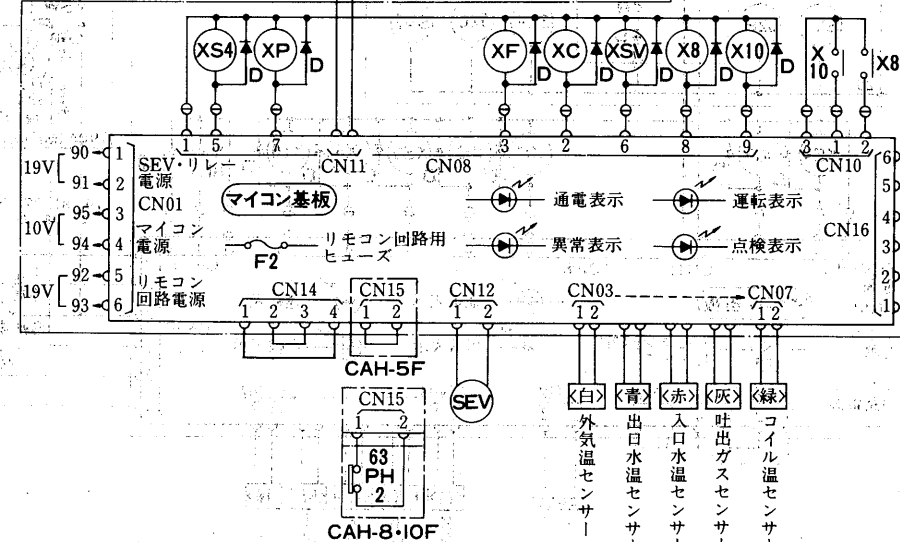 XS4 XP XF XC XSV X8 X10 X10 X8
D D D D D D D
1 5 7 3 2 6 8 9 3 1 2
CN11 CN08 CN10
19V 90 1 SEV・リレー
91 2 電源
CN01
10V 95 3 マイコン
94 4 電源
19V 92 5 リモコン
93 6 回路電源
マイコン基板
F2
リモコン回路用
ヒューズ
通電表示 運転表示
異常表示 点検表示
CN16
6
5
4
3
2
1
CN14 CN15 CN12 CN03 CN07
1 2 3 4 1 2 1 2 1 2 1 2
CAH-5F
CN15
1 2
63
PH
2
CAH-8・10F
SEV
〈白〉 〈青〉 〈赤〉 〈灰〉 〈緑〉
外気温センサー
出口水温センサー
入口水温センサー
吐出ガスセンサ
コイル温センサ